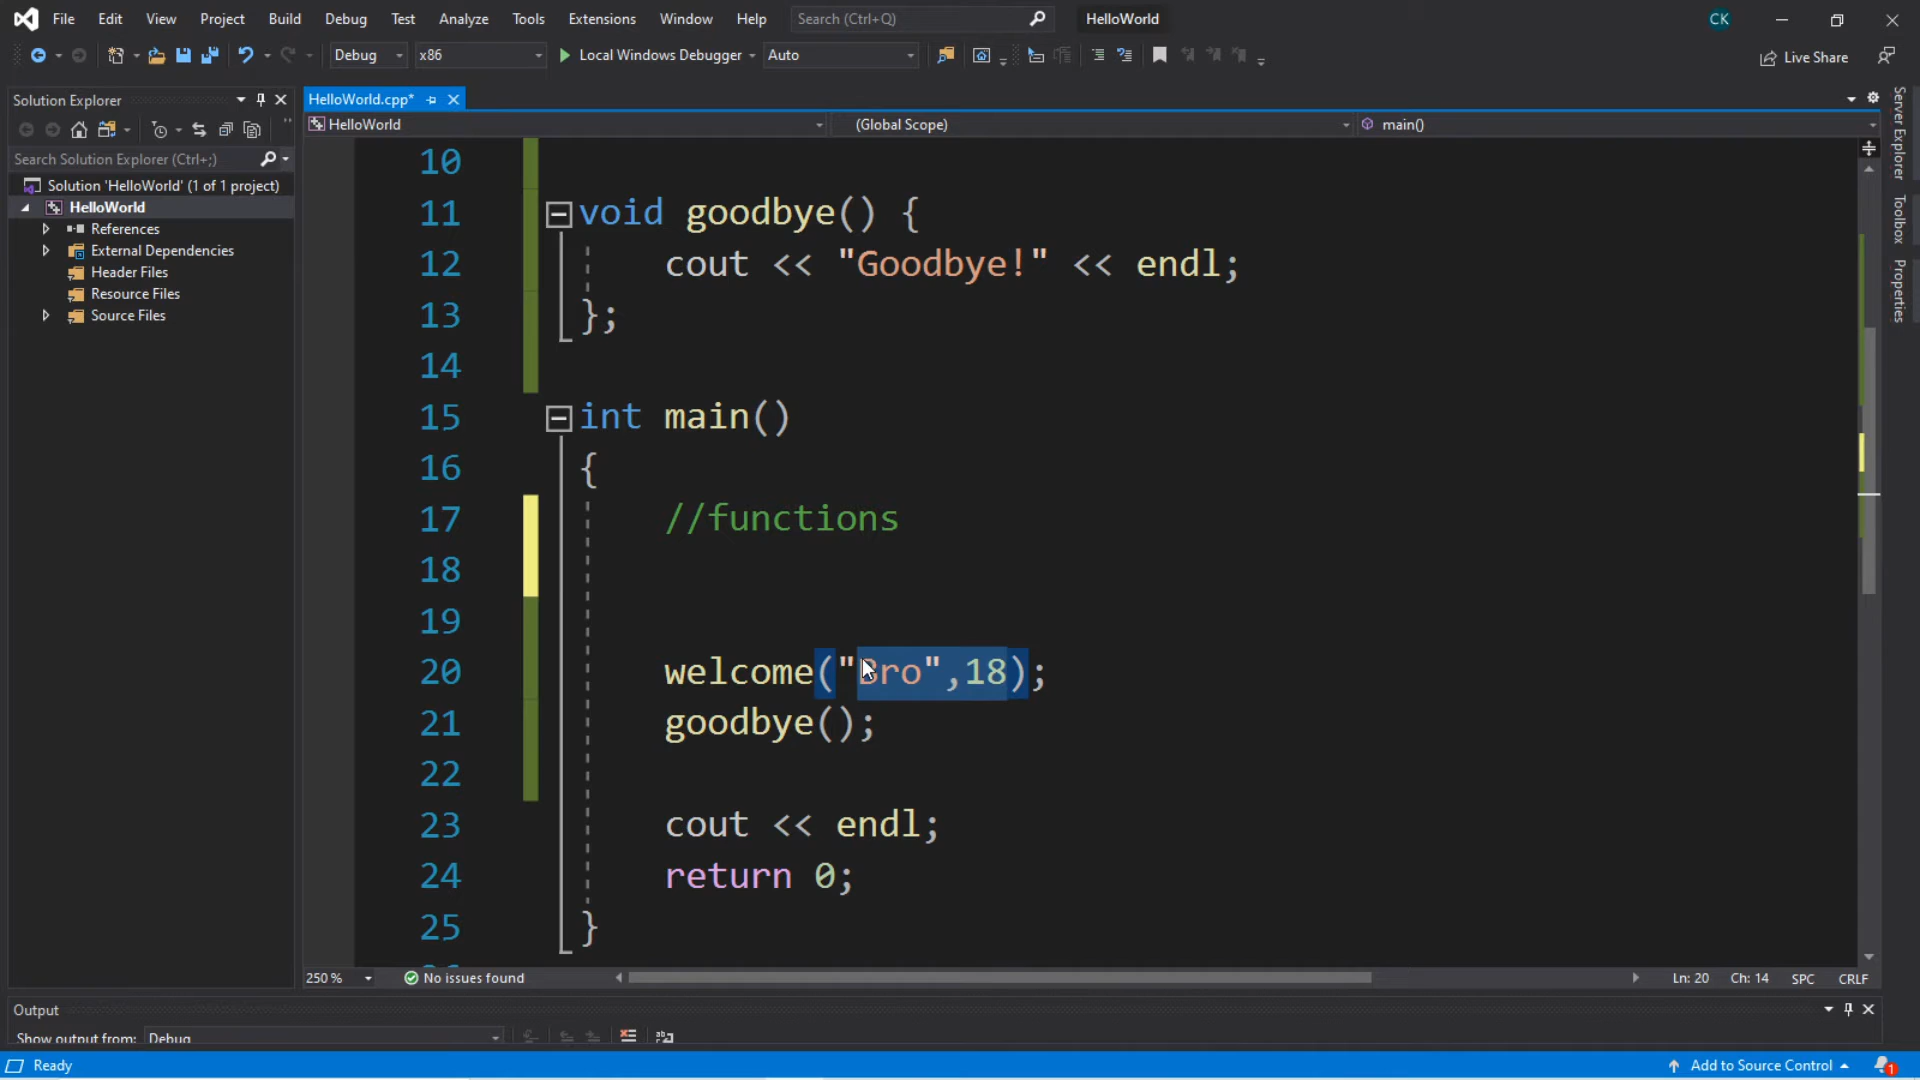 File Edit View Project Build Debug Test Analyze Tools Extensions Window Help Search (Ctrl+Q) HelloWorld CK
Debug x86 Local Windows Debugger Auto Live Share
Solution Explorer
HelloWorld.cpp*
HelloWorld (Global Scope) main()
Search Solution Explorer (Ctrl+;)
Solution 'HelloWorld' (1 of 1 project)
HelloWorld
References
External Dependencies
Header Files
Resource Files
Source Files
10
11 void goodbye() {
12 cout << "Goodbye!" << endl;
13 };
14
15 int main()
16 {
17 //functions
18
19
20 welcome("Bro",18);
21 goodbye();
22
23 cout << endl;
24 return 0;
25 }
250 % No issues found Ln: 20 Ch: 14 SPC CRLF
Output
Show output from: Debug
Ready Add to Source Control 1
Server Explorer
Toolbox
Properties